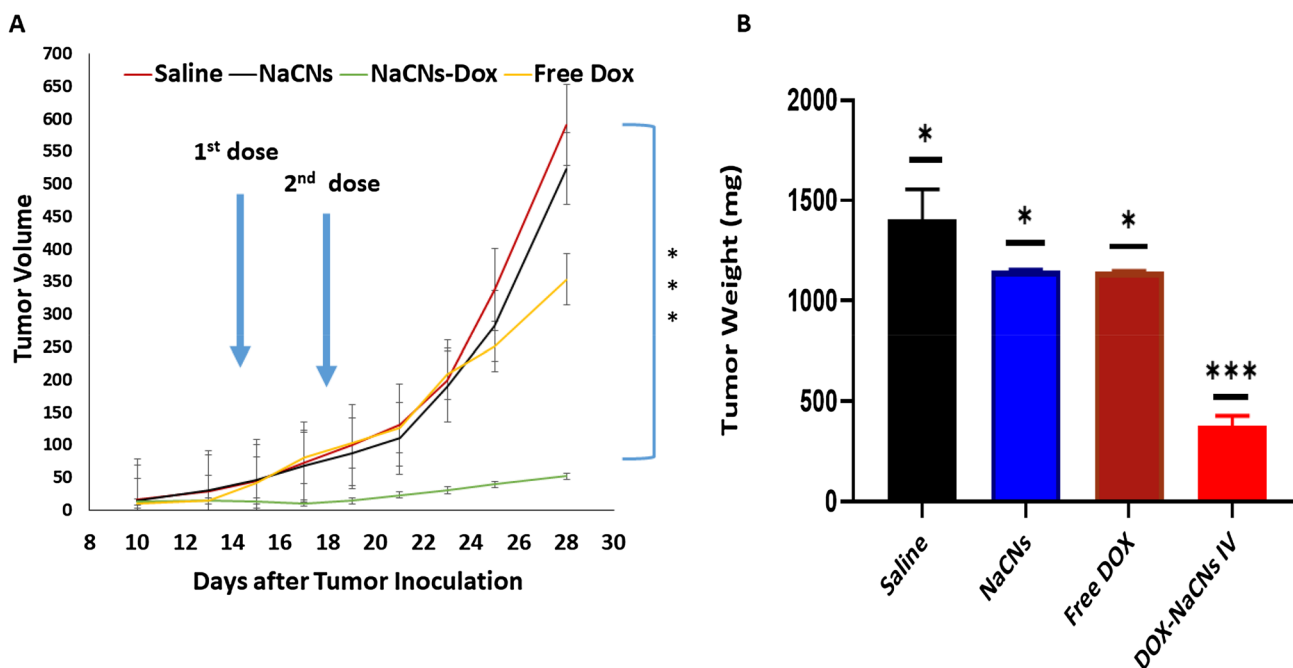 A
700
650
600
550
500
450
400
350
300
250
200
150
100
50
0
Tumor Volume
Saline NaCNs NaCNs-Dox Free Dox
1st dose
2nd dose
* * *
8 10 12 14 16 18 20 22 24 26 28 30
Days after Tumor Inoculation
B
2000
1500
1000
500
0
Tumor Weight (mg)
*
*
*
***
Saline
NaCNs
Free DOX
DOX-NaCNs IV